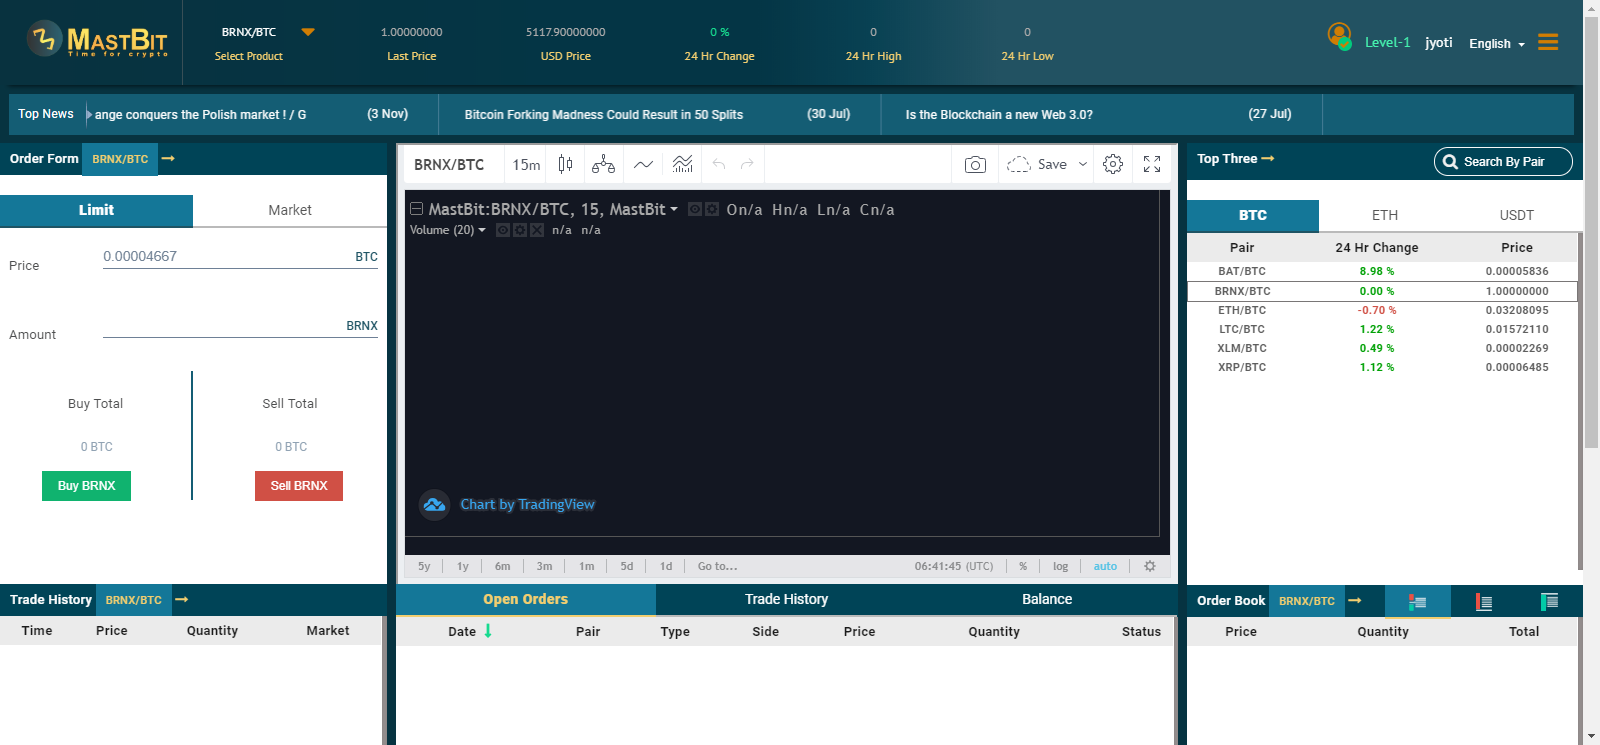 MASTBIT
Time for crypto
BRNX/BTC
Select Product
1.00000000
Last Price
5117.90000000
USD Price
0 %
24 Hr Change
0
24 Hr High
0
24 Hr Low
Level-1 jyoti English
Top News ange conquers the Polish market ! / G (3 Nov) Bitcoin Forking Madness Could Result in 50 Splits (30 Jul) Is the Blockchain a new Web 3.0? (27 Jul)
Order Form BRNX/BTC
Limit Market
Price 0.00004667 BTC
Amount BRNX
Buy Total Sell Total
0 BTC 0 BTC
Buy BRNX Sell BRNX
BRNX/BTC 15m Save
MastBit:BRNX/BTC, 15, MastBit On/a Hn/a Ln/a Cn/a
Volume (20) n/a n/a
Chart by TradingView
5y 1y 6m 3m 1m 5d 1d Go to... 06:41:45 (UTC) % log auto
Top Three Search By Pair
BTC ETH USDT
Pair 24 Hr Change Price
BAT/BTC 8.98 % 0.00005836
BRNX/BTC 0.00 % 1.00000000
ETH/BTC -0.70 % 0.03208095
LTC/BTC 1.22 % 0.01572110
XLM/BTC 0.49 % 0.00002269
XRP/BTC 1.12 % 0.00006485
Trade History BRNX/BTC
Time Price Quantity Market
Open Orders Trade History Balance
Date Pair Type Side Price Quantity Status
Order Book BRNX/BTC
Price Quantity Total